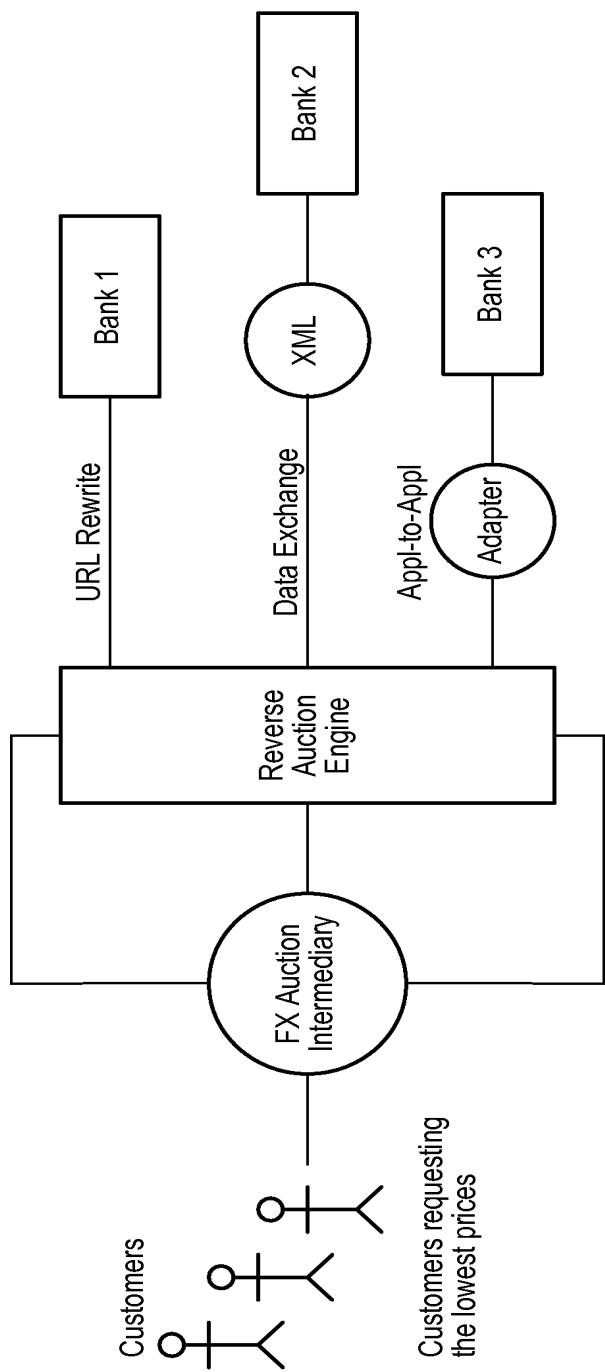 Customers
Customers requesting
the lowest prices
FX Auction
Intermediary
Reverse
Auction
Engine
URL Rewrite
Bank 1
Data Exchange
XML
Bank 2
Appl-to-Appl
Adapter
Bank 3